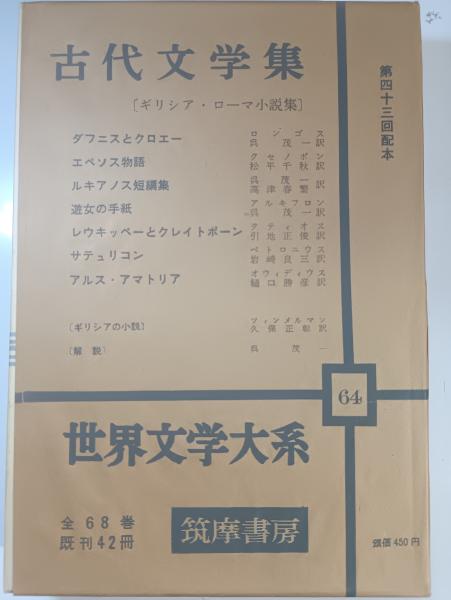 古代文学集
第四十三回配本
[ギリシア・ローマ小説集]
ダフニスとクロエー ロンゴス 呉茂一訳
エペソス物語 クセノポン 松平千秋訳
ルキアノス短編集 呉茂一 高津春繁 訳
遊女の手紙 アルキフロン 呉茂一訳
レウキッペーとクレイトポーン タティオス 引地正俊訳
サテュリコン ペトロニウス 岩崎良三訳
アルス・アマトリア オウィディウス 樋口勝彦訳
[ギリシアの小説] ツィンメルマン 久保正彰訳
[解説] 呉茂一
64
世界文学大系
全68巻
既刊42冊
筑摩書房
頒価450円